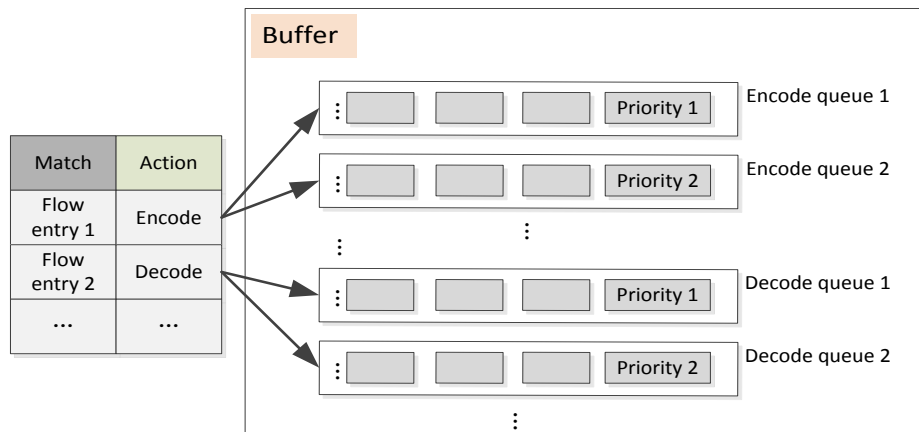 Buffer
Priority 1
Encode queue 1
Priority 2
Encode queue 2
Match
Action
Flow
entry 1
Encode
Flow
entry 2
Decode
...
...
Priority 1
Decode queue 1
Priority 2
Decode queue 2